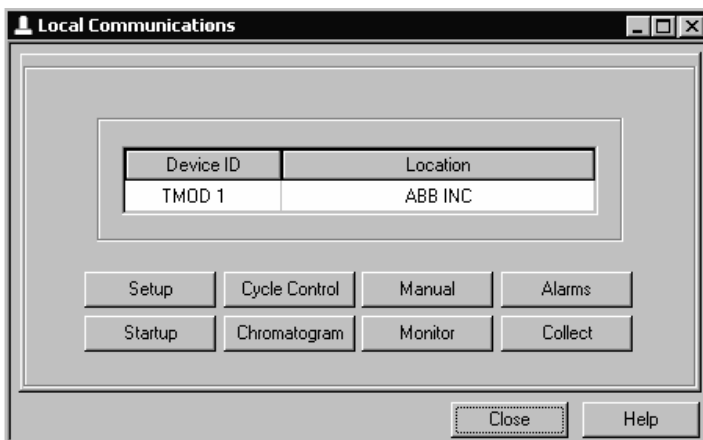 Local Communications
Device ID Location
TMOD 1 ABB INC
Setup Cycle Control Manual Alarms
Startup Chromatogram Monitor Collect
Close Help